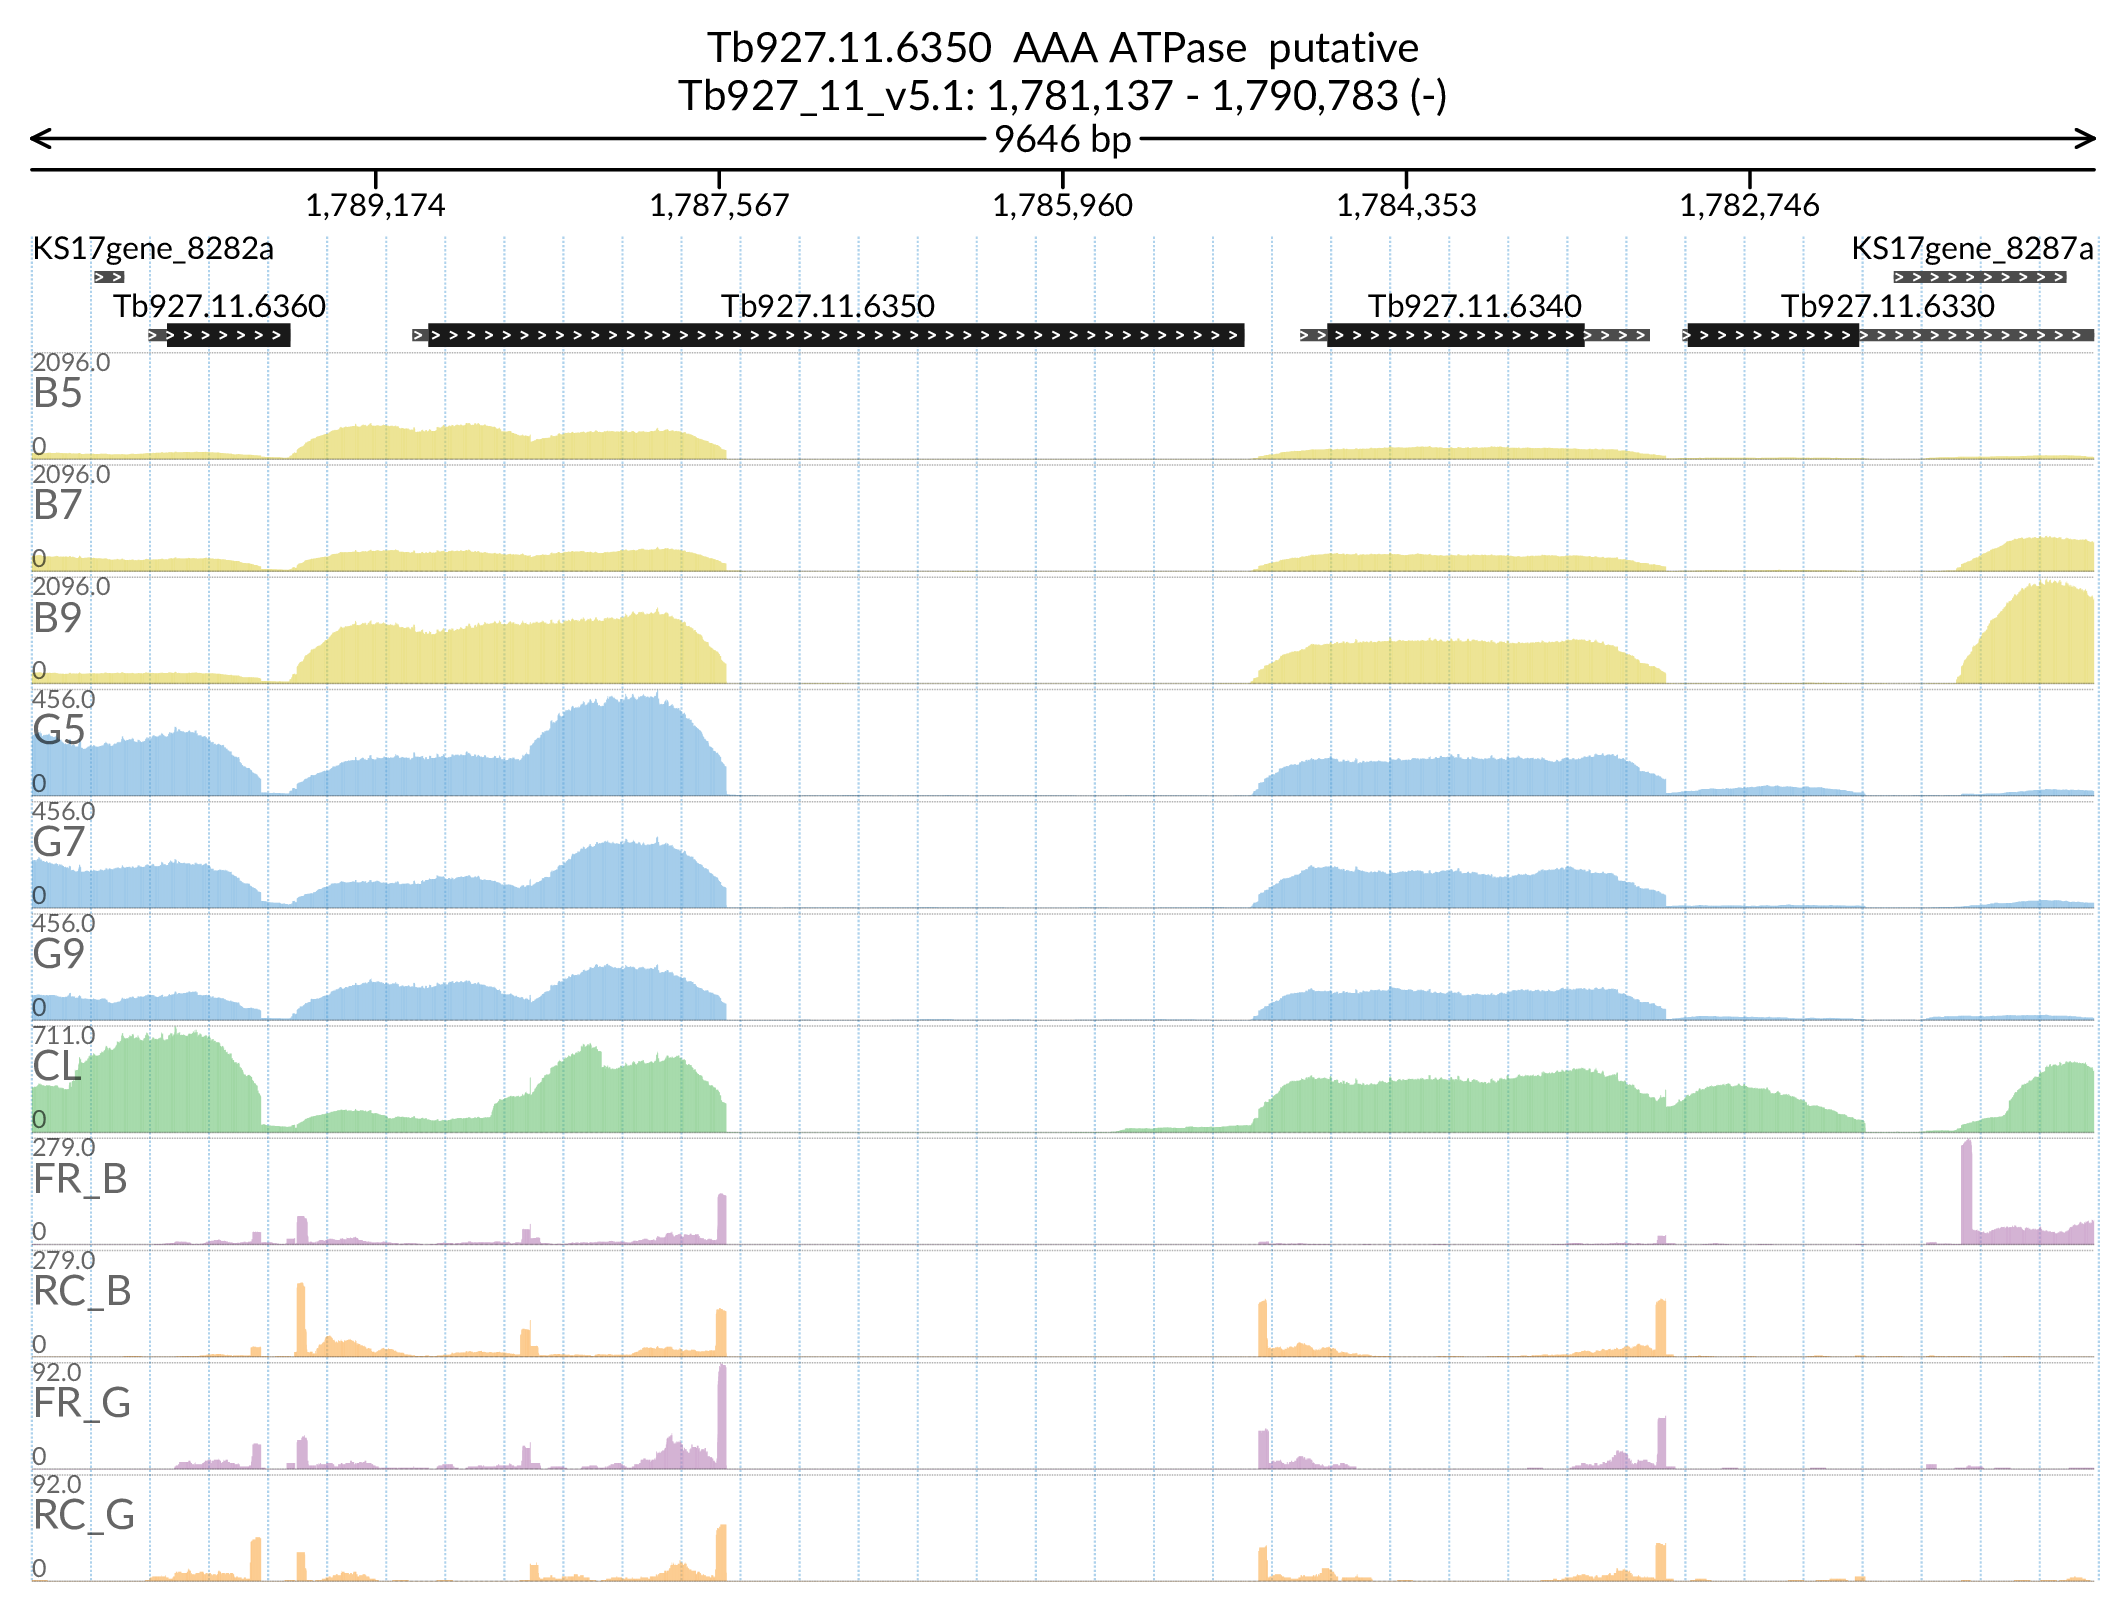 Tb927.11.6350  AAA ATPase  putative
Tb927_11_v5.1: 1,781,137 - 1,790,783 (-)
9646 bp
1,789,174 1,787,567 1,785,960 1,784,353 1,782,746
KS17gene_8282a KS17gene_8287a
Tb927.11.6360 Tb927.11.6350 Tb927.11.6340 Tb927.11.6330
2096.0
B5
0
2096.0
B7
0
2096.0
B9
0
456.0
G5
0
456.0
G7
0
456.0
G9
0
711.0
CL
0
279.0
FR_B
0
279.0
RC_B
0
92.0
FR_G
0
92.0
RC_G
0